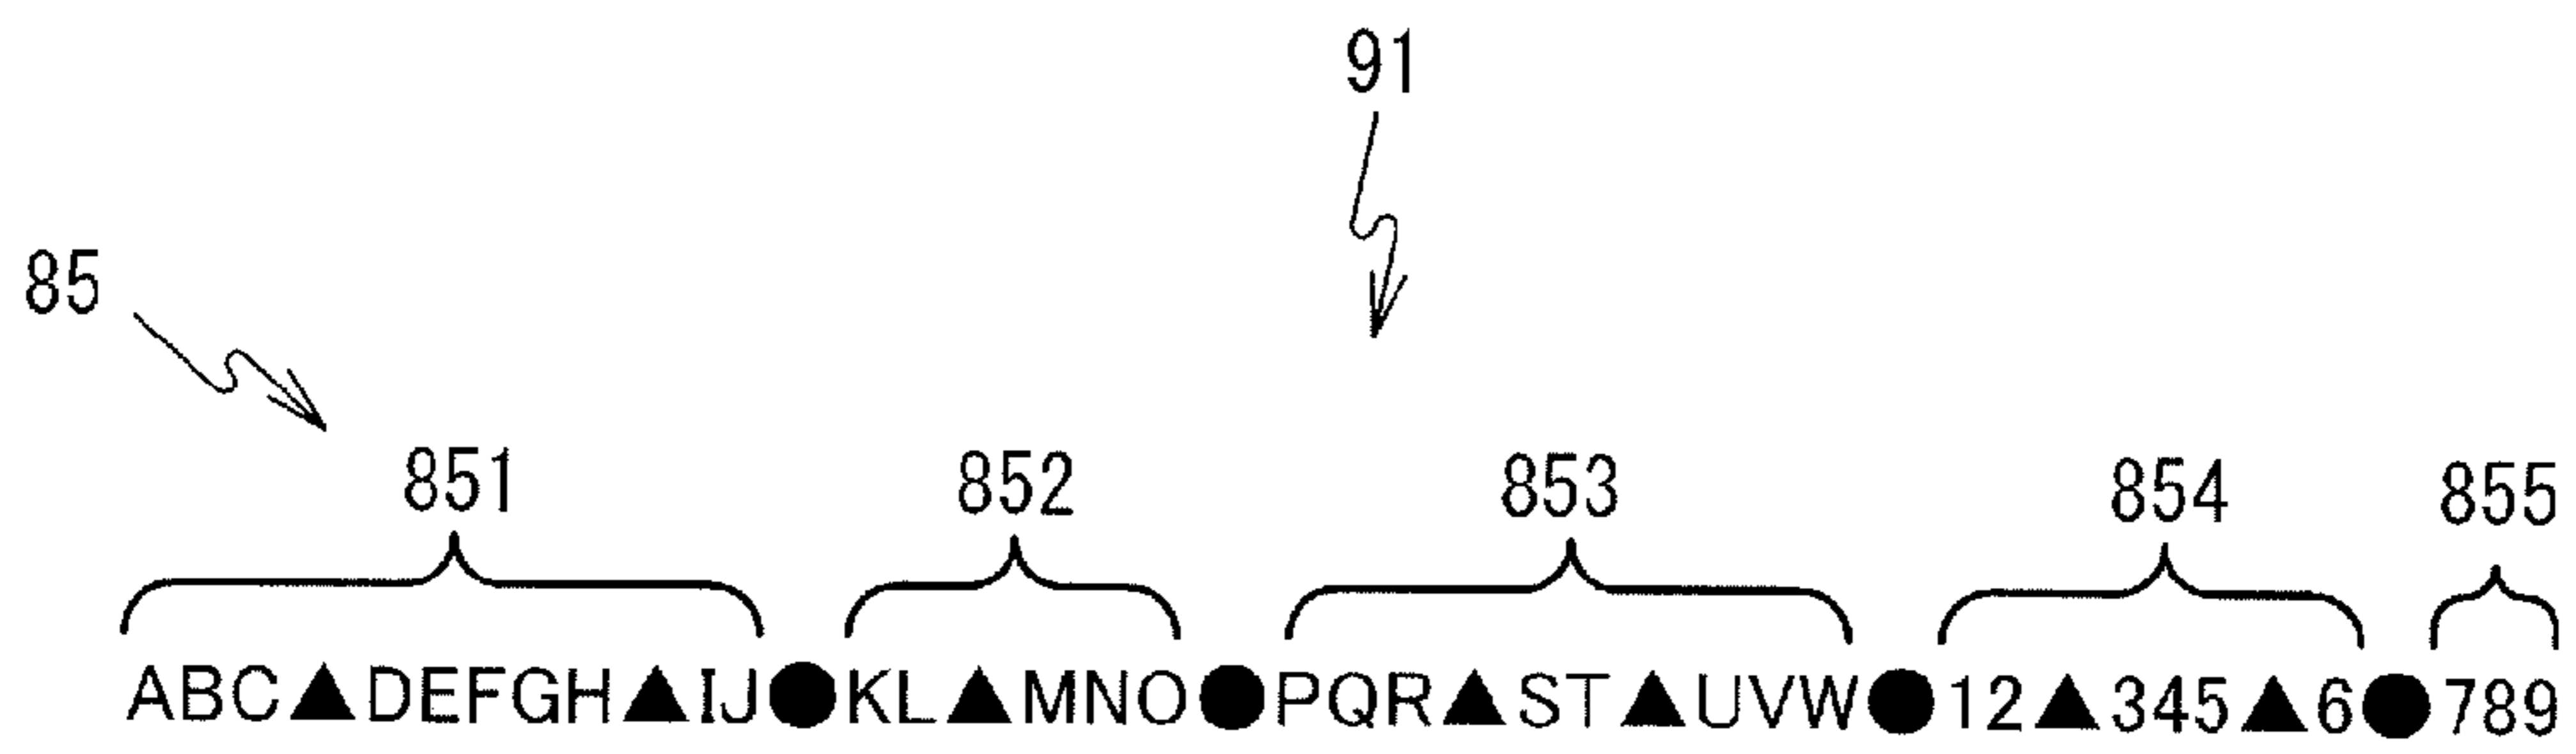 91
85
851 852 853 854 855
ABC▲DEFGH▲IJ●KL▲MNO●PQR▲ST▲UVW●12▲345▲6●789